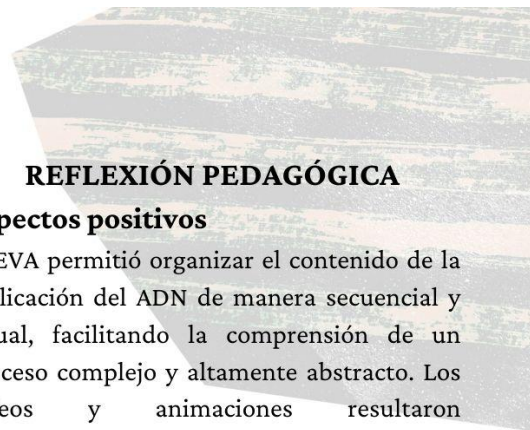 REFLEXIÓN PEDAGÓGICA
pectos positivos
EVA permitió organizar el contenido de la
licación del ADN de manera secuencial y
ual, facilitando la comprensión de un
ceso complejo y altamente abstracto. Los
eos y animaciones resultaron